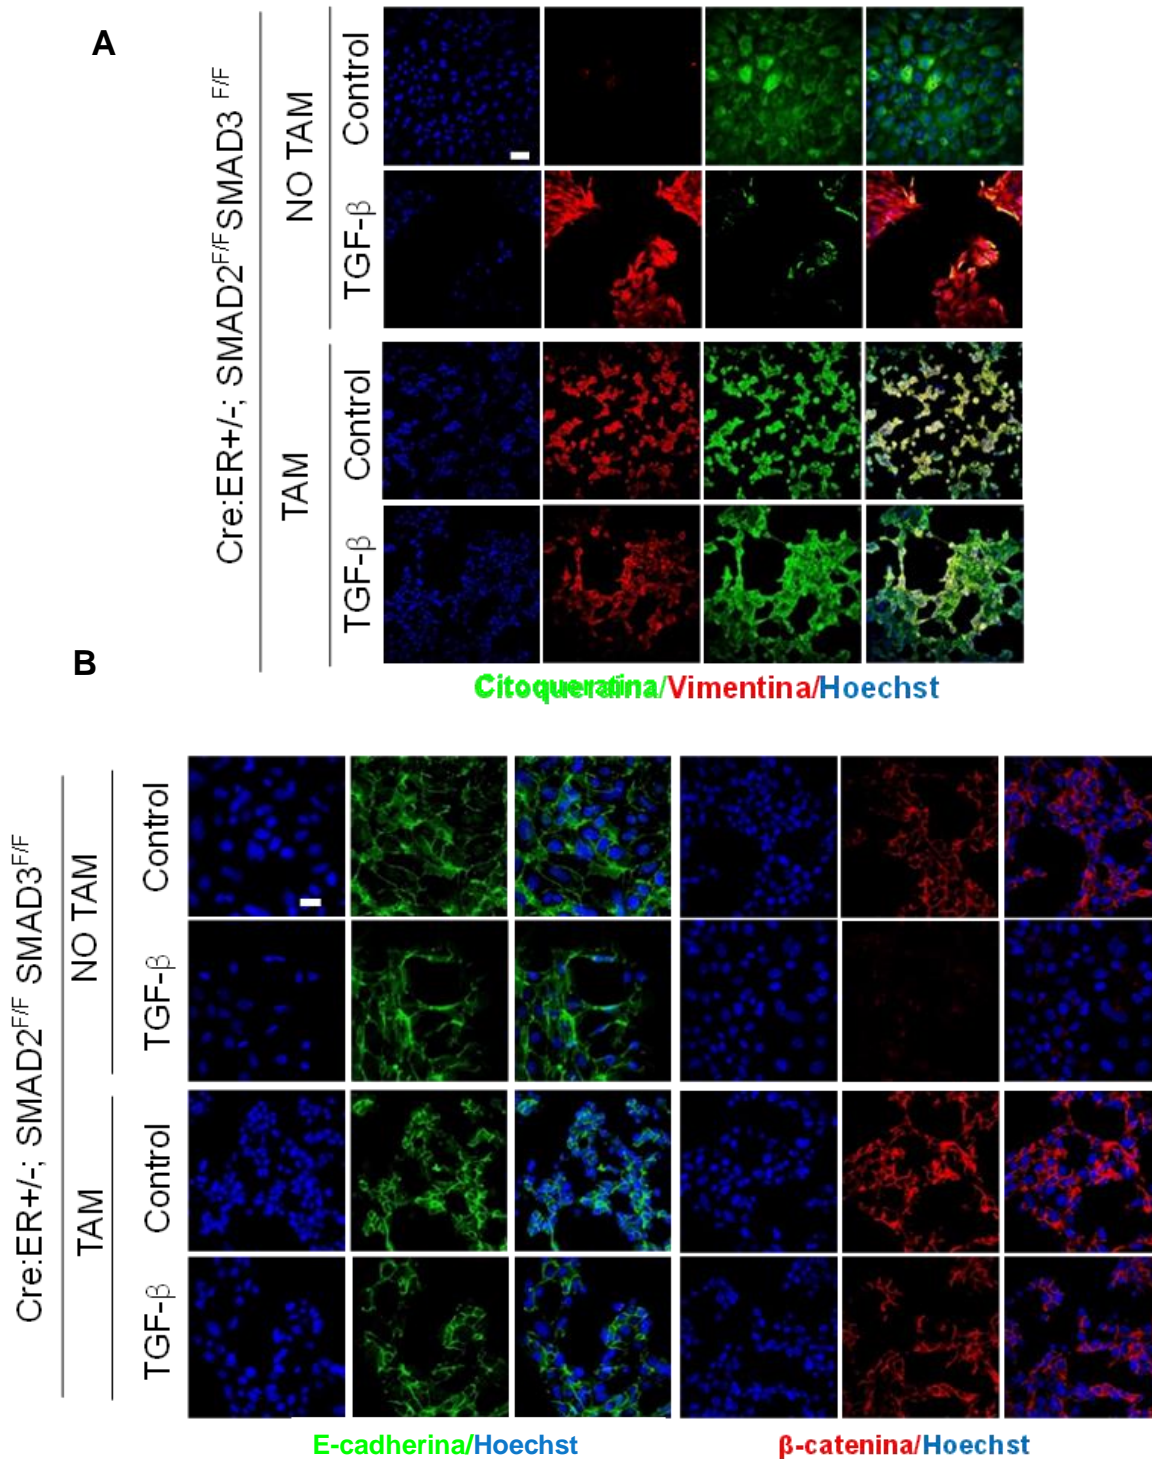 A
Cre:ER+/-; SMAD2F/FSMAD3 F/F
NO TAM
Control
TGF-β
TAM
Control
TGF-β
Citoqueratina/Vimentina/Hoechst
B
Cre:ER+/-; SMAD2F/F SMAD3F/F
NO TAM
Control
TGF-β
TAM
Control
TGF-β
E-cadherina/Hoechst
β-catenina/Hoechst